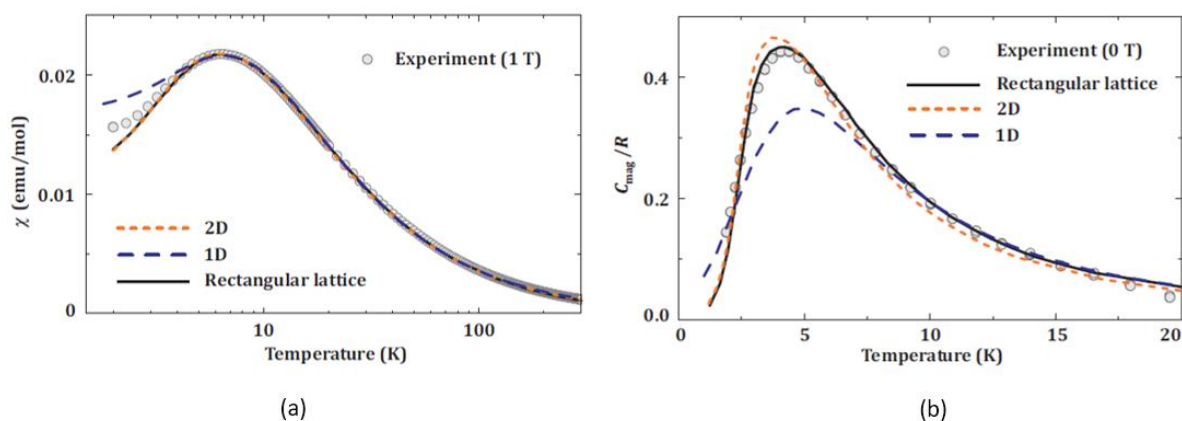 χ (emu/mol)
0.02
0.01
0
Experiment (1 T)
2D
1D
Rectangular lattice
10
100
Temperature (K)
(a)
C_mag/R
0.4
0.2
0.0
Experiment (0 T)
Rectangular lattice
2D
1D
0
5
10
15
20
Temperature (K)
(b)